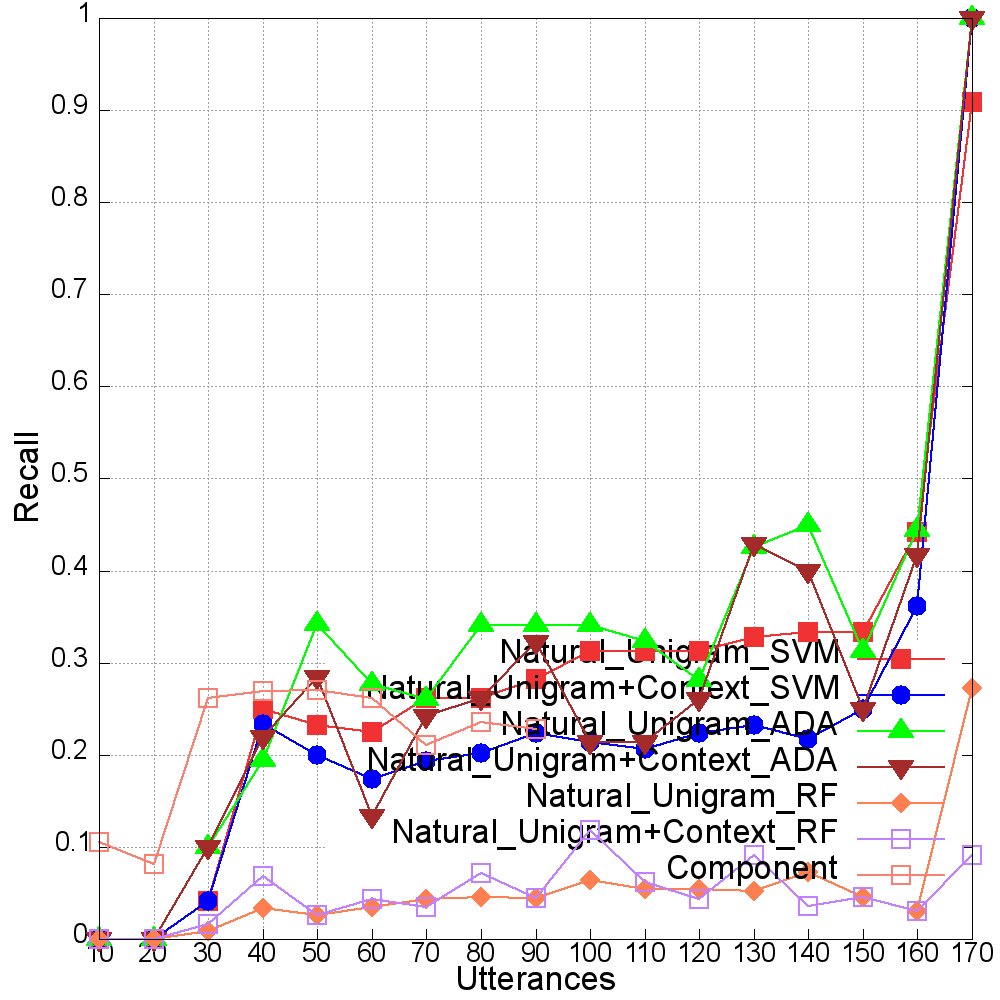 1
0.9
0.8
0.7
0.6
0.5
0.4
0.3
0.2
0.1
0
Recall
Natural_Unigram_SVM
Natural_Unigram+Context_SVM
Natural_Unigram_ADA
Natural_Unigram+Context_ADA
Natural_Unigram_RF
Natural_Unigram+Context_RF
Component
10 20 30 40 50 60 70 80 90 100 110 120 130 140 150 160 170
Utterances